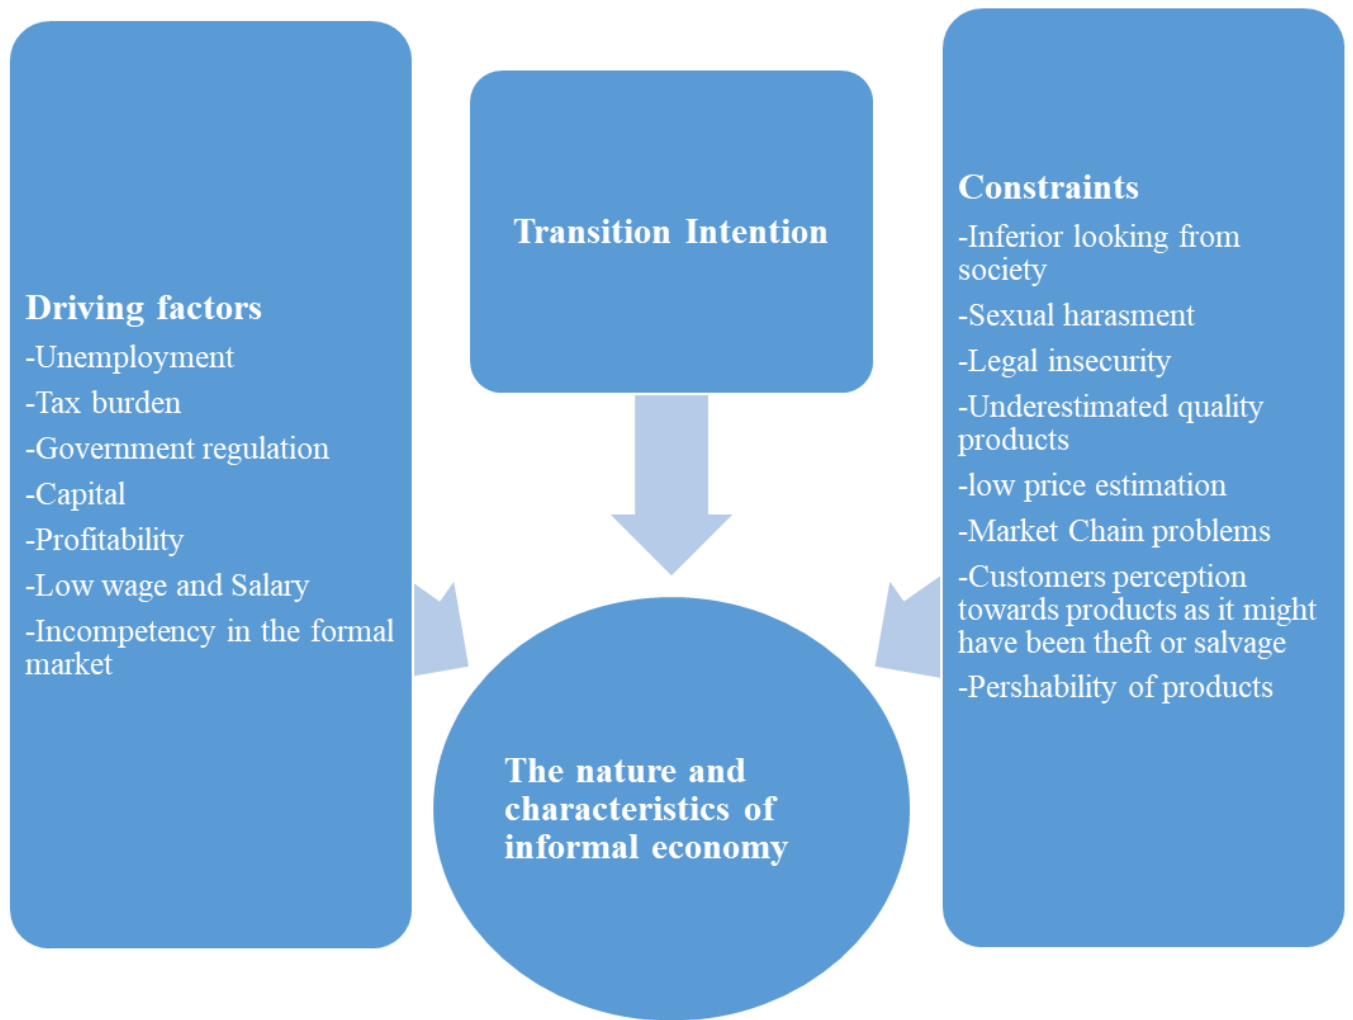 Driving factors
-Unemployment
-Tax burden
-Government regulation
-Capital
-Profitability
-Low wage and Salary
-Incompetency in the formal
market
Transition Intention
Constraints
-Inferior looking from
society
-Sexual harasment
-Legal insecurity
-Underestimated quality
products
-low price estimation
-Market Chain problems
-Customers perception
towards products as it might
have been theft or salvage
-Pershability of products
The nature and
characteristics of
informal economy